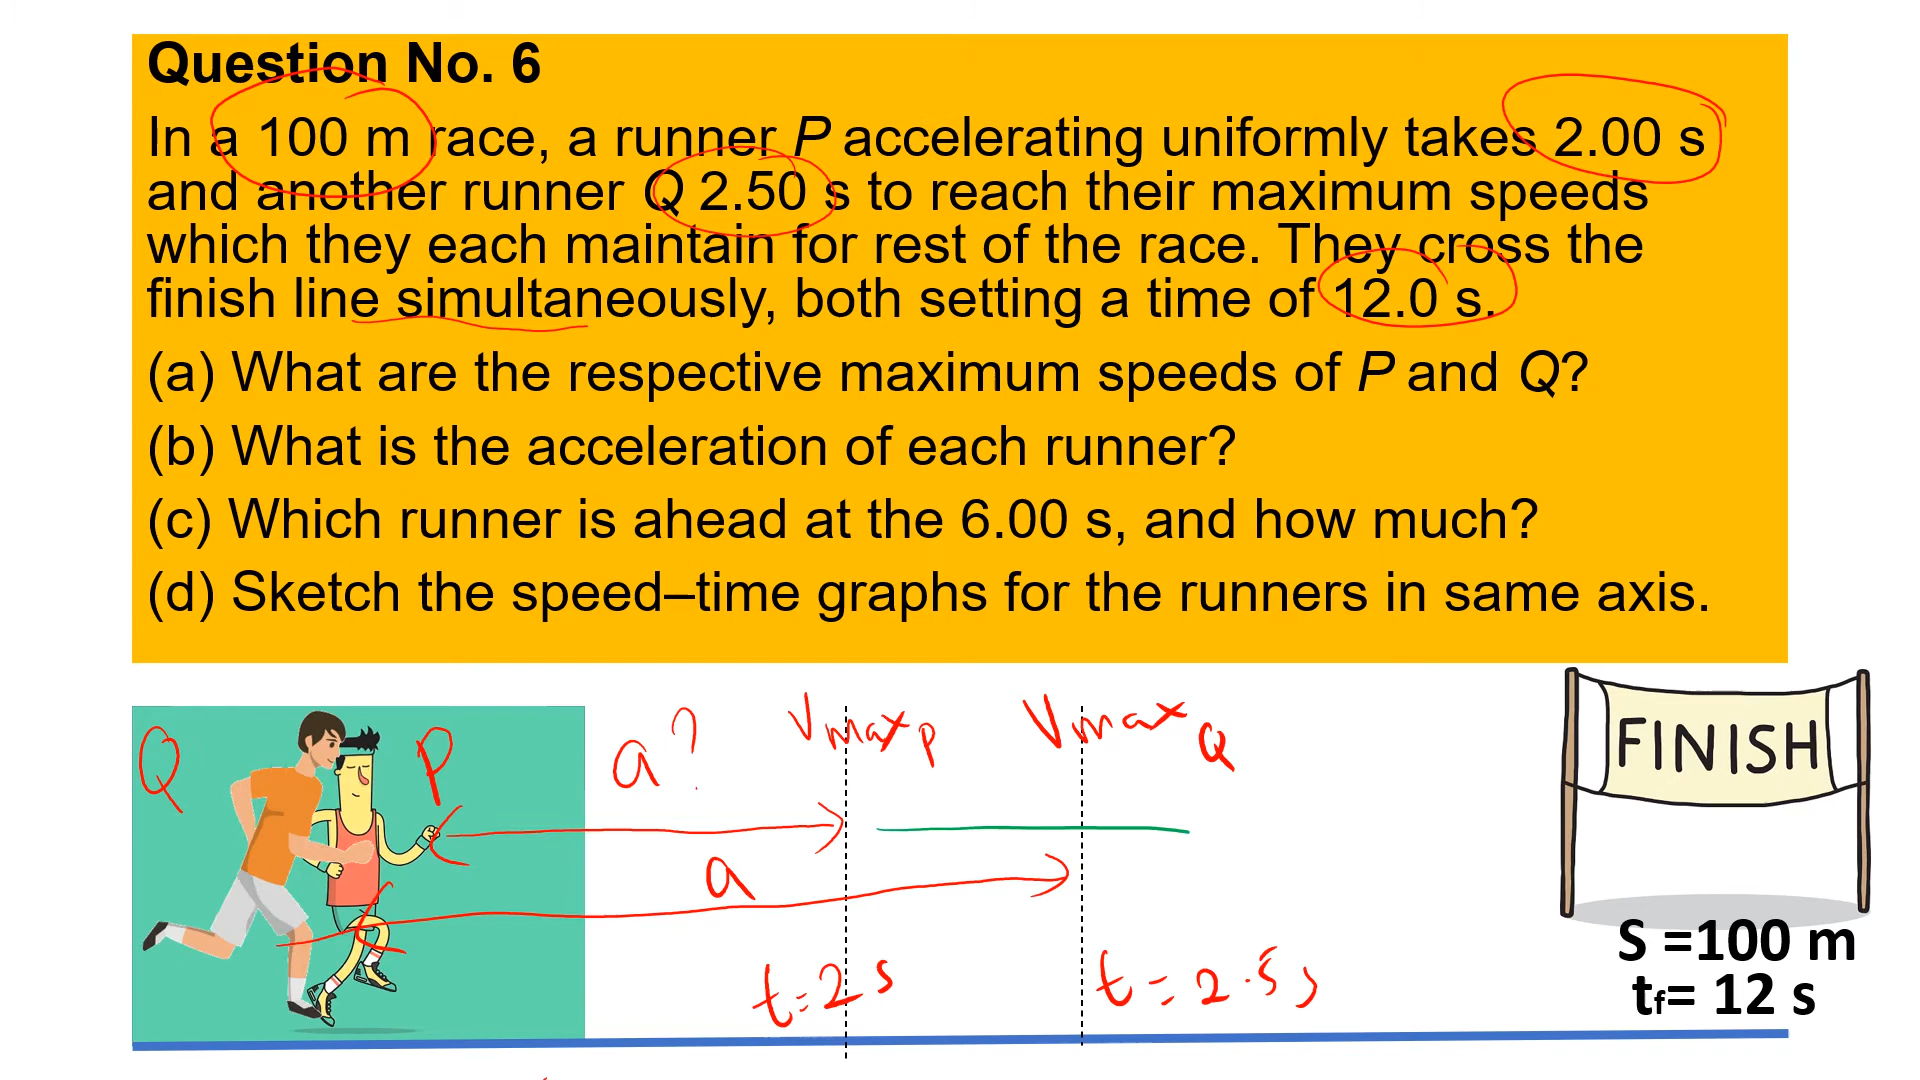 Question No. 6
In a 100 m race, a runner P accelerating uniformly takes 2.00 s
and another runner Q 2.50 s to reach their maximum speeds
which they each maintain for rest of the race. They cross the
finish line simultaneously, both setting a time of 12.0 s.
(a) What are the respective maximum speeds of P and Q?
(b) What is the acceleration of each runner?
(c) Which runner is ahead at the 6.00 s, and how much?
(d) Sketch the speed–time graphs for the runners in same axis.
Q P a? Vmax P Vmax Q
FINISH
a
t = 2 s t = 2.5 s
S =100 m
tf= 12 s